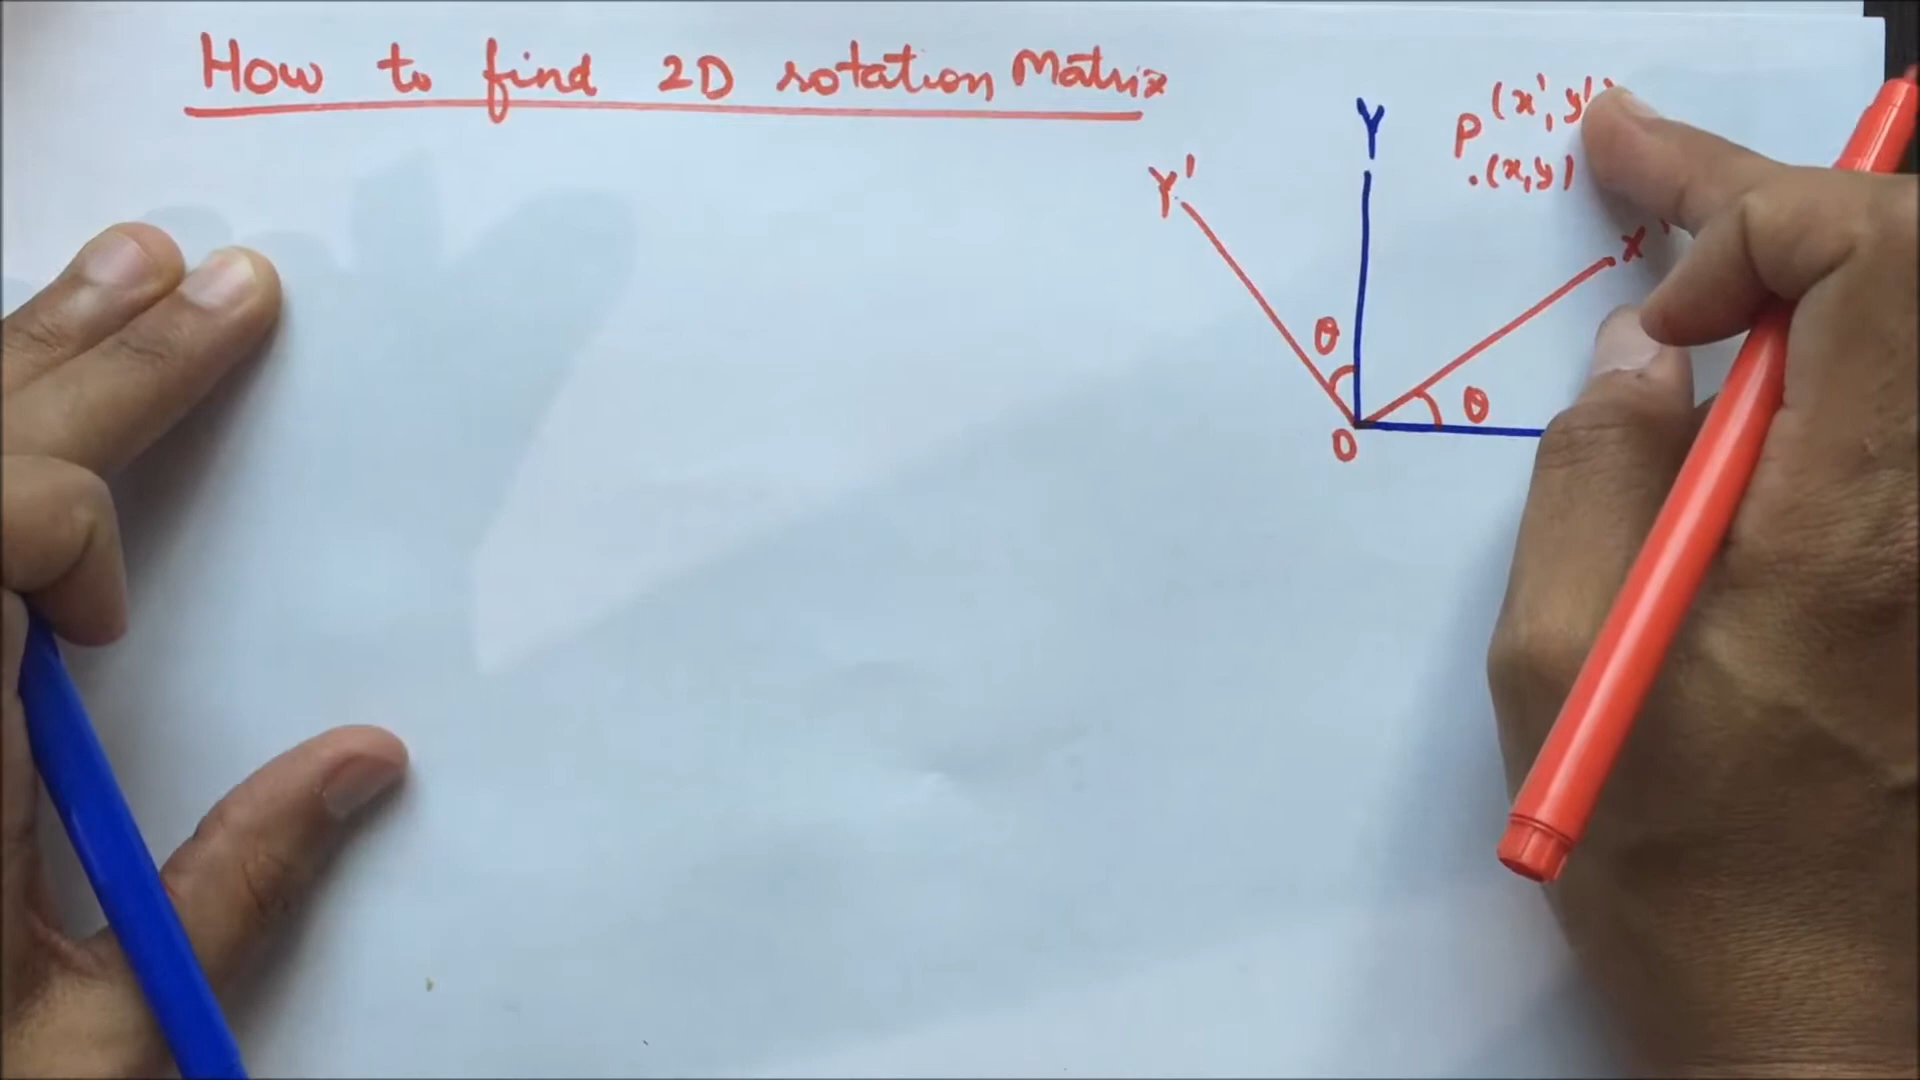 How to find 2D rotation Matrix
Y
P (x', y')
.(x,y)
Y'
X'
θ
θ
O